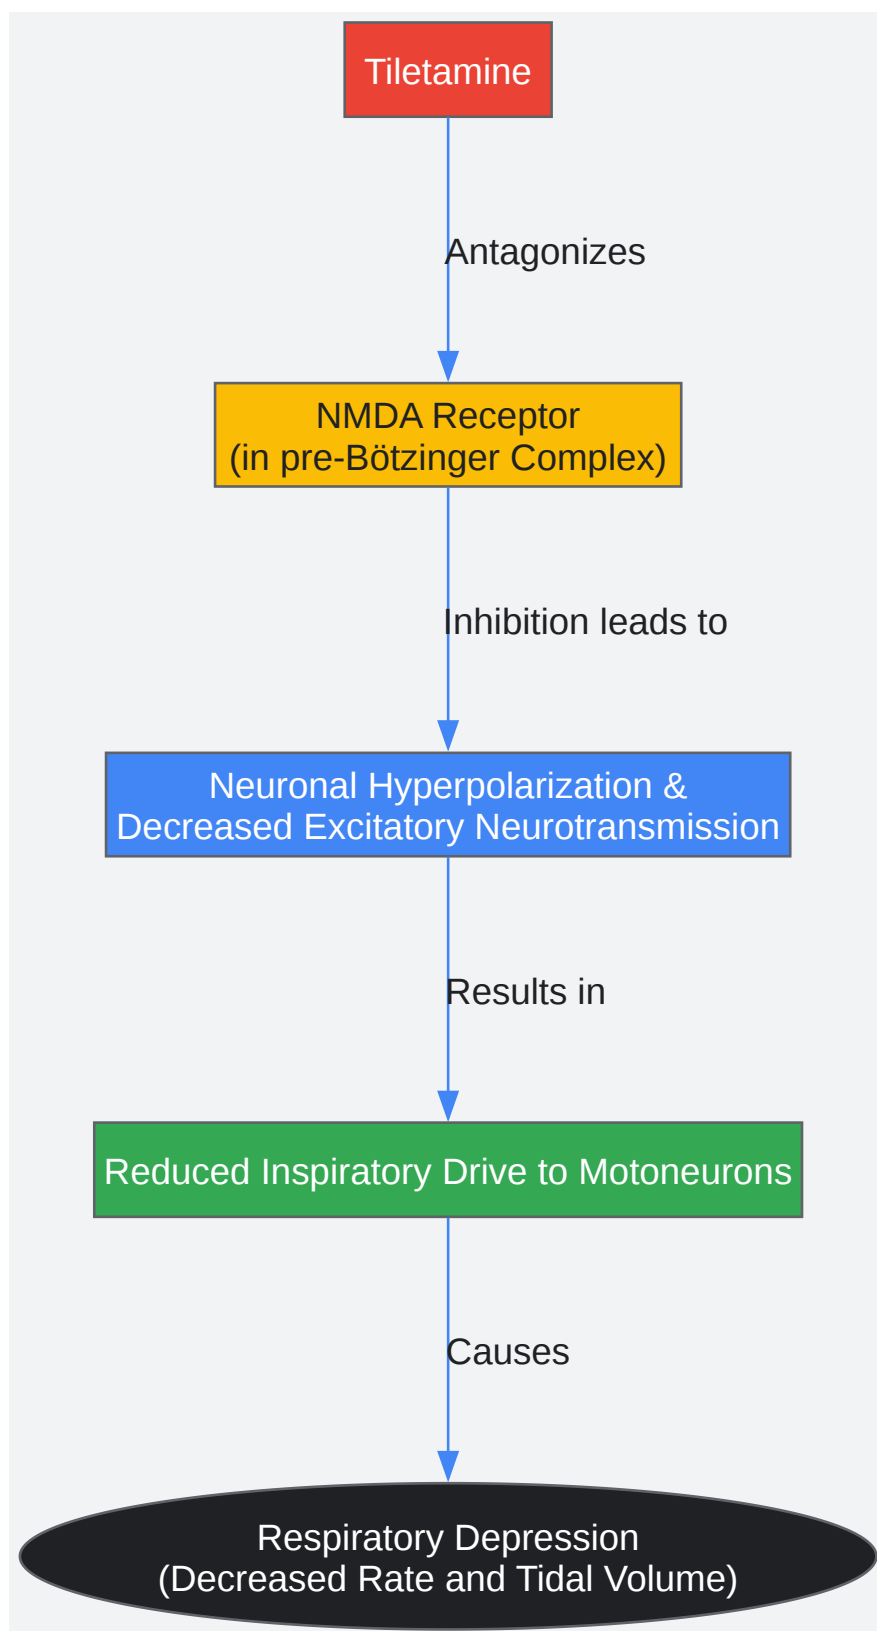 Tiletamine
Antagonizes
NMDA Receptor
(in pre-Bötzinger Complex)
Inhibition leads to
Neuronal Hyperpolarization &
Decreased Excitatory Neurotransmission
Results in
Reduced Inspiratory Drive to Motoneurons
Causes
Respiratory Depression
(Decreased Rate and Tidal Volume)